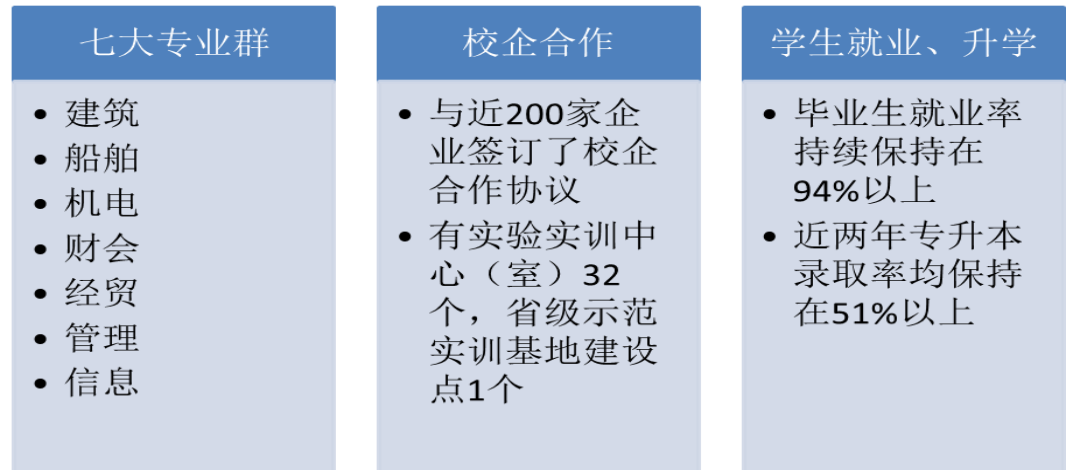 七大专业群
• 建筑
• 船舶
• 机电
• 财会
• 经贸
• 管理
• 信息
校企合作
• 与近200家企
业签订了校企
合作协议
• 有实验实训中
心（室）32
个，省级示范
实训基地建设
点1个
学生就业、升学
• 毕业生就业率
持续保持在
94%以上
• 近两年专升本
录取率均保持
在51%以上